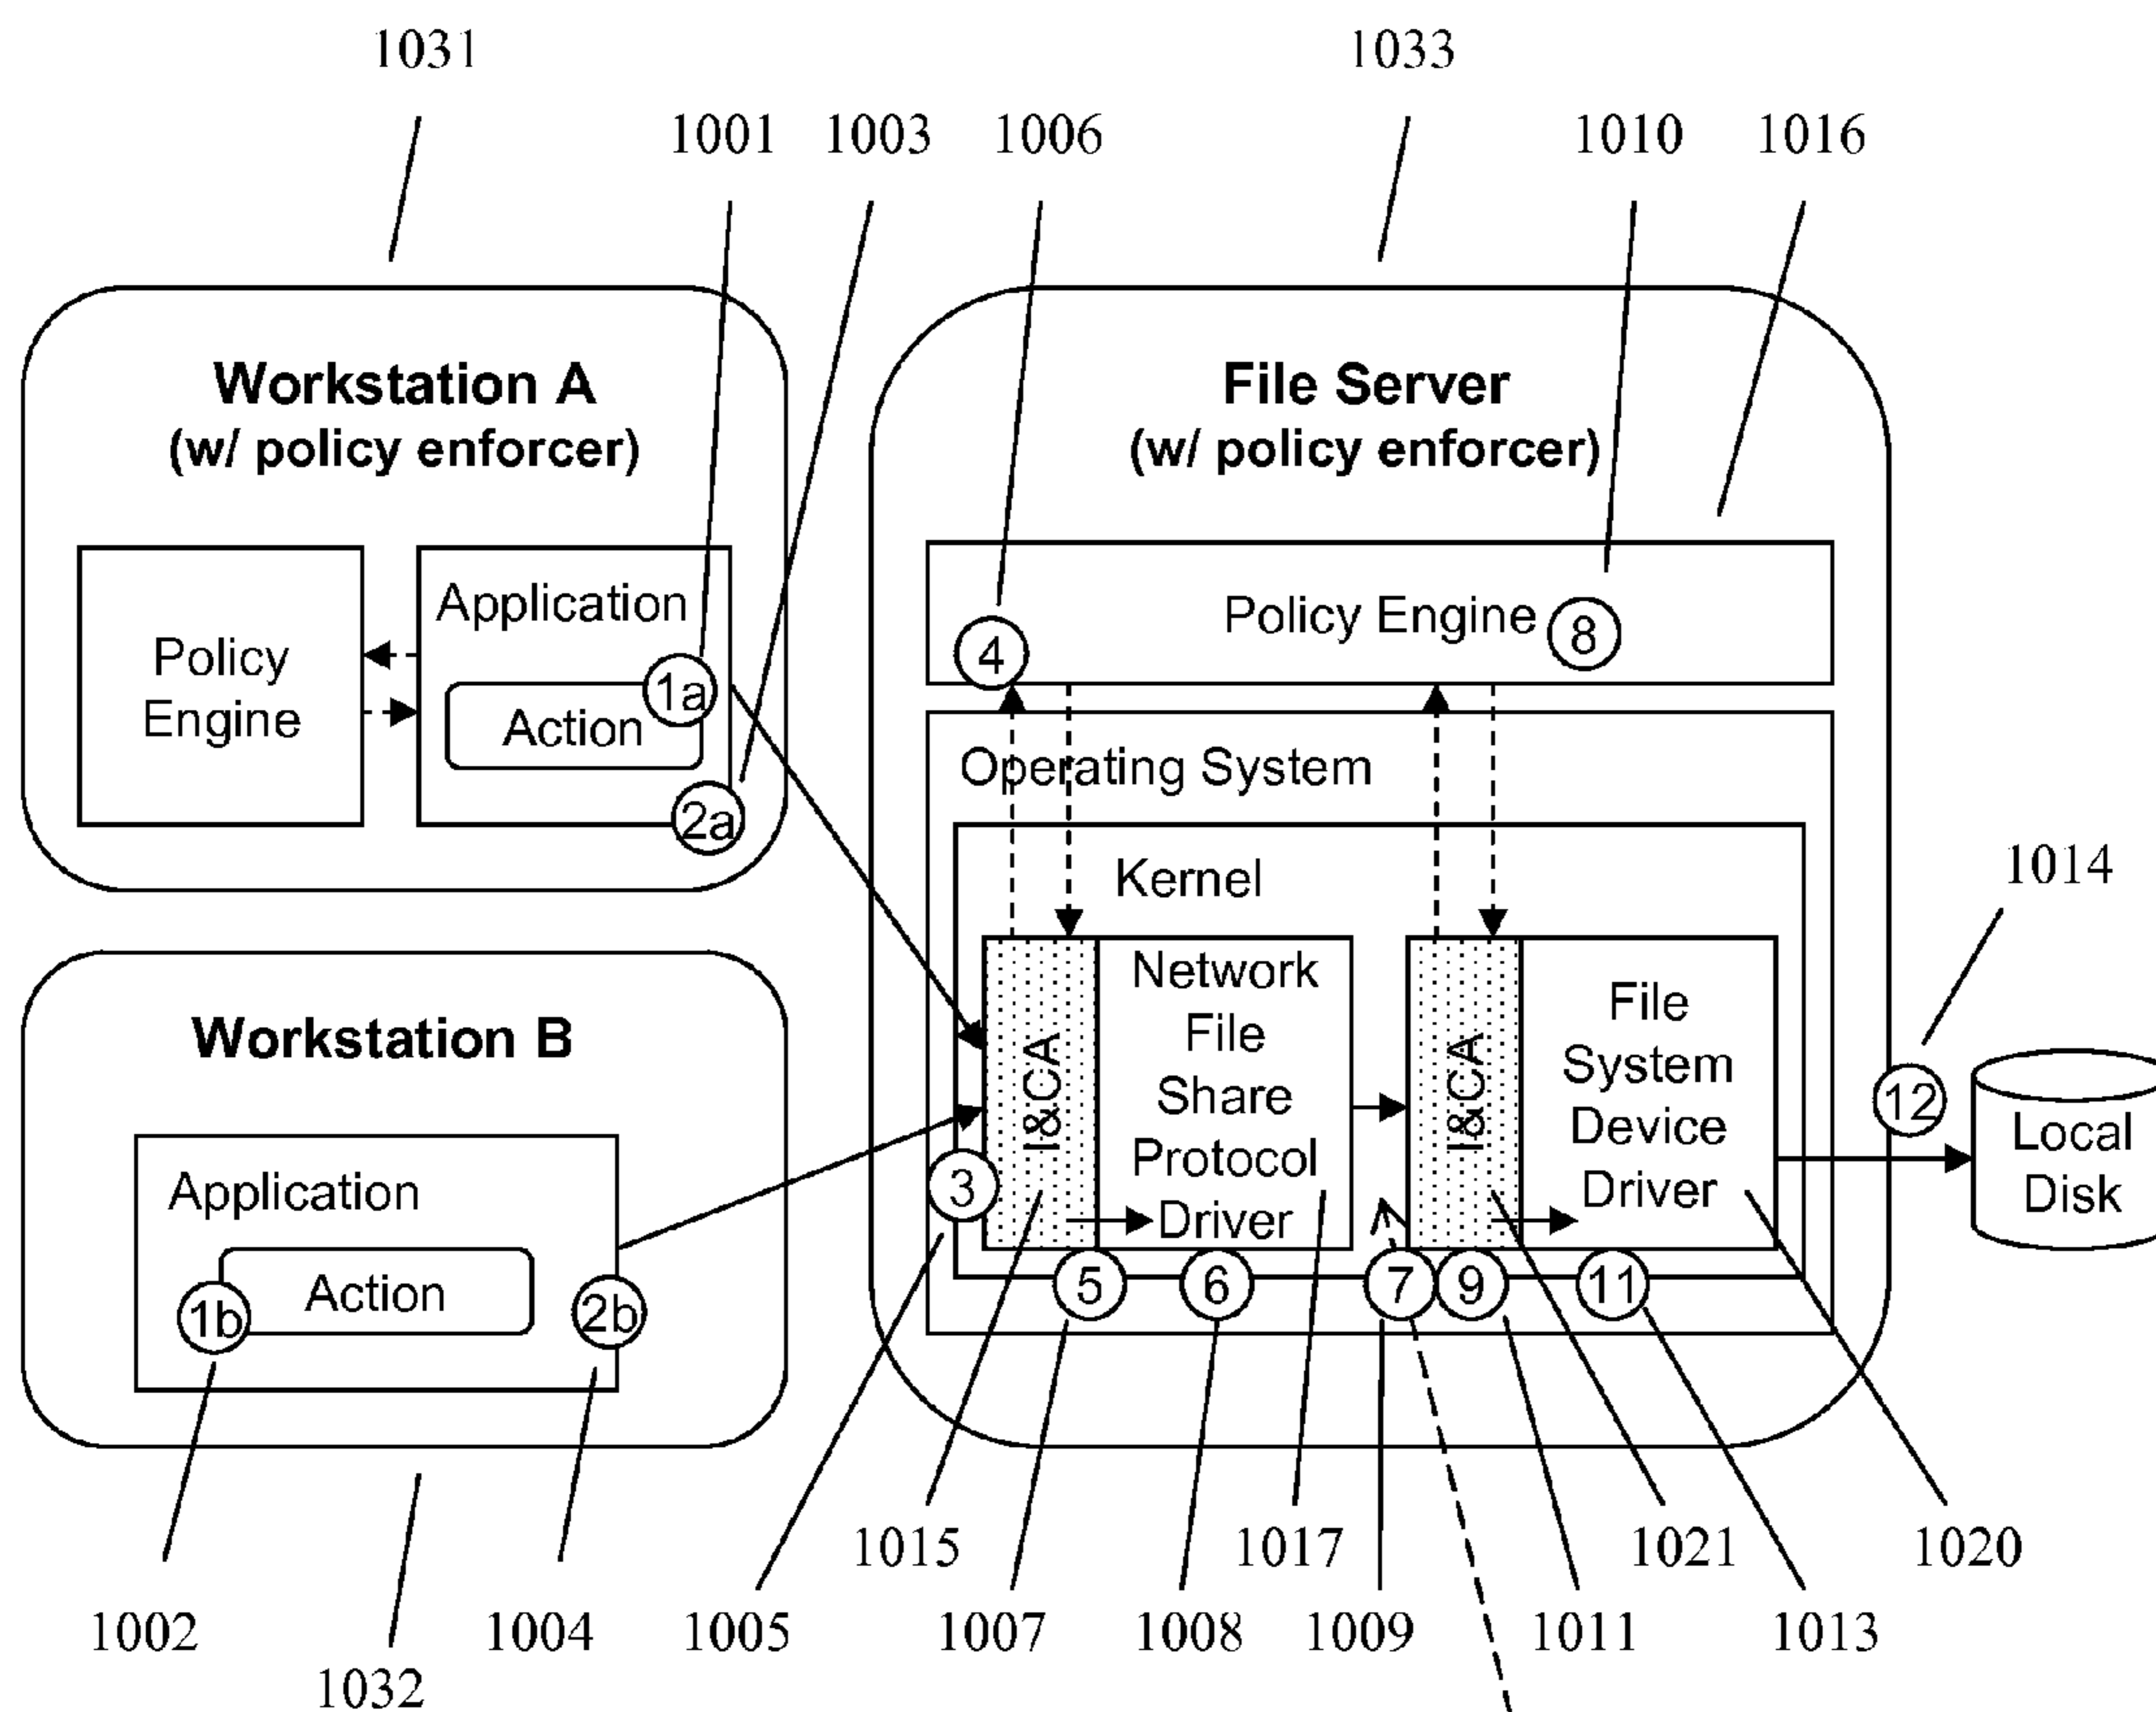 1031
1033
1001
1003
1006
1010
1016
Workstation A
(w/ policy enforcer)
Policy
Engine
Application
1a
Action
2a
File Server
(w/ policy enforcer)
4
Policy Engine
8
Operating System
Kernel
I&CA
Network
File
Share
Protocol
Driver
I&CA
File
System
Device
Driver
3
5
6
7
9
11
1014
12
Local
Disk
Workstation B
Application
Action
1b
2b
1015
1017
1021
1020
1002
1004
1005
1007
1008
1009
1011
1013
1032